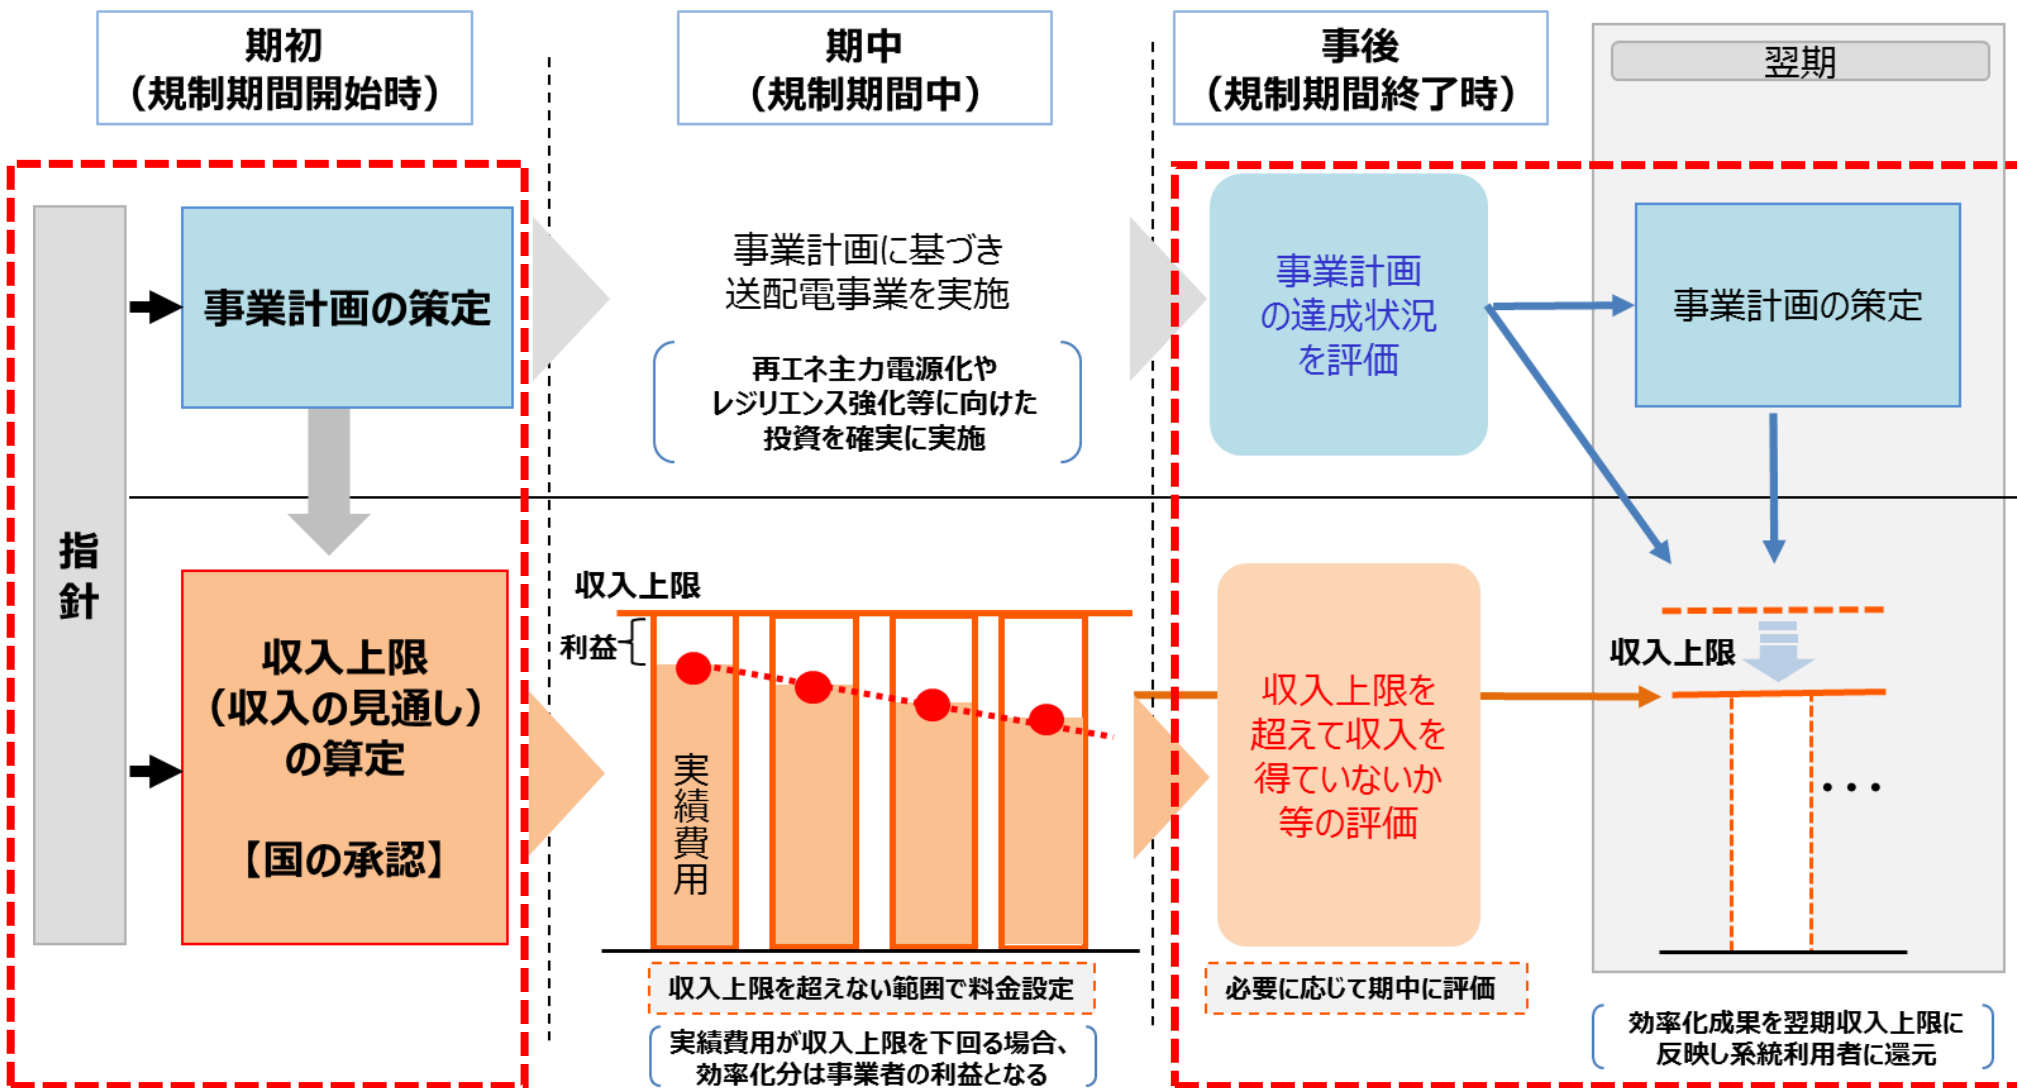 期初
（規制期間開始時）
期中
（規制期間中）
事後
（規制期間終了時）
翌期
指
針
事業計画の策定
事業計画に基づき
送配電事業を実施
再エネ主力電源化や
レジリエンス強化等に向けた
投資を確実に実施
事業計画
の達成状況
を評価
事業計画の策定
収入上限
（収入の見通し）
の算定
【国の承認】
収入上限
利益
実績費用
収入上限を超えない範囲で料金設定
実績費用が収入上限を下回る場合、
効率化分は事業者の利益となる
収入上限を
超えて収入を
得ていないか
等の評価
必要に応じて期中に評価
収入上限
・・・
効率化成果を翌期収入上限に
反映し系統利用者に還元